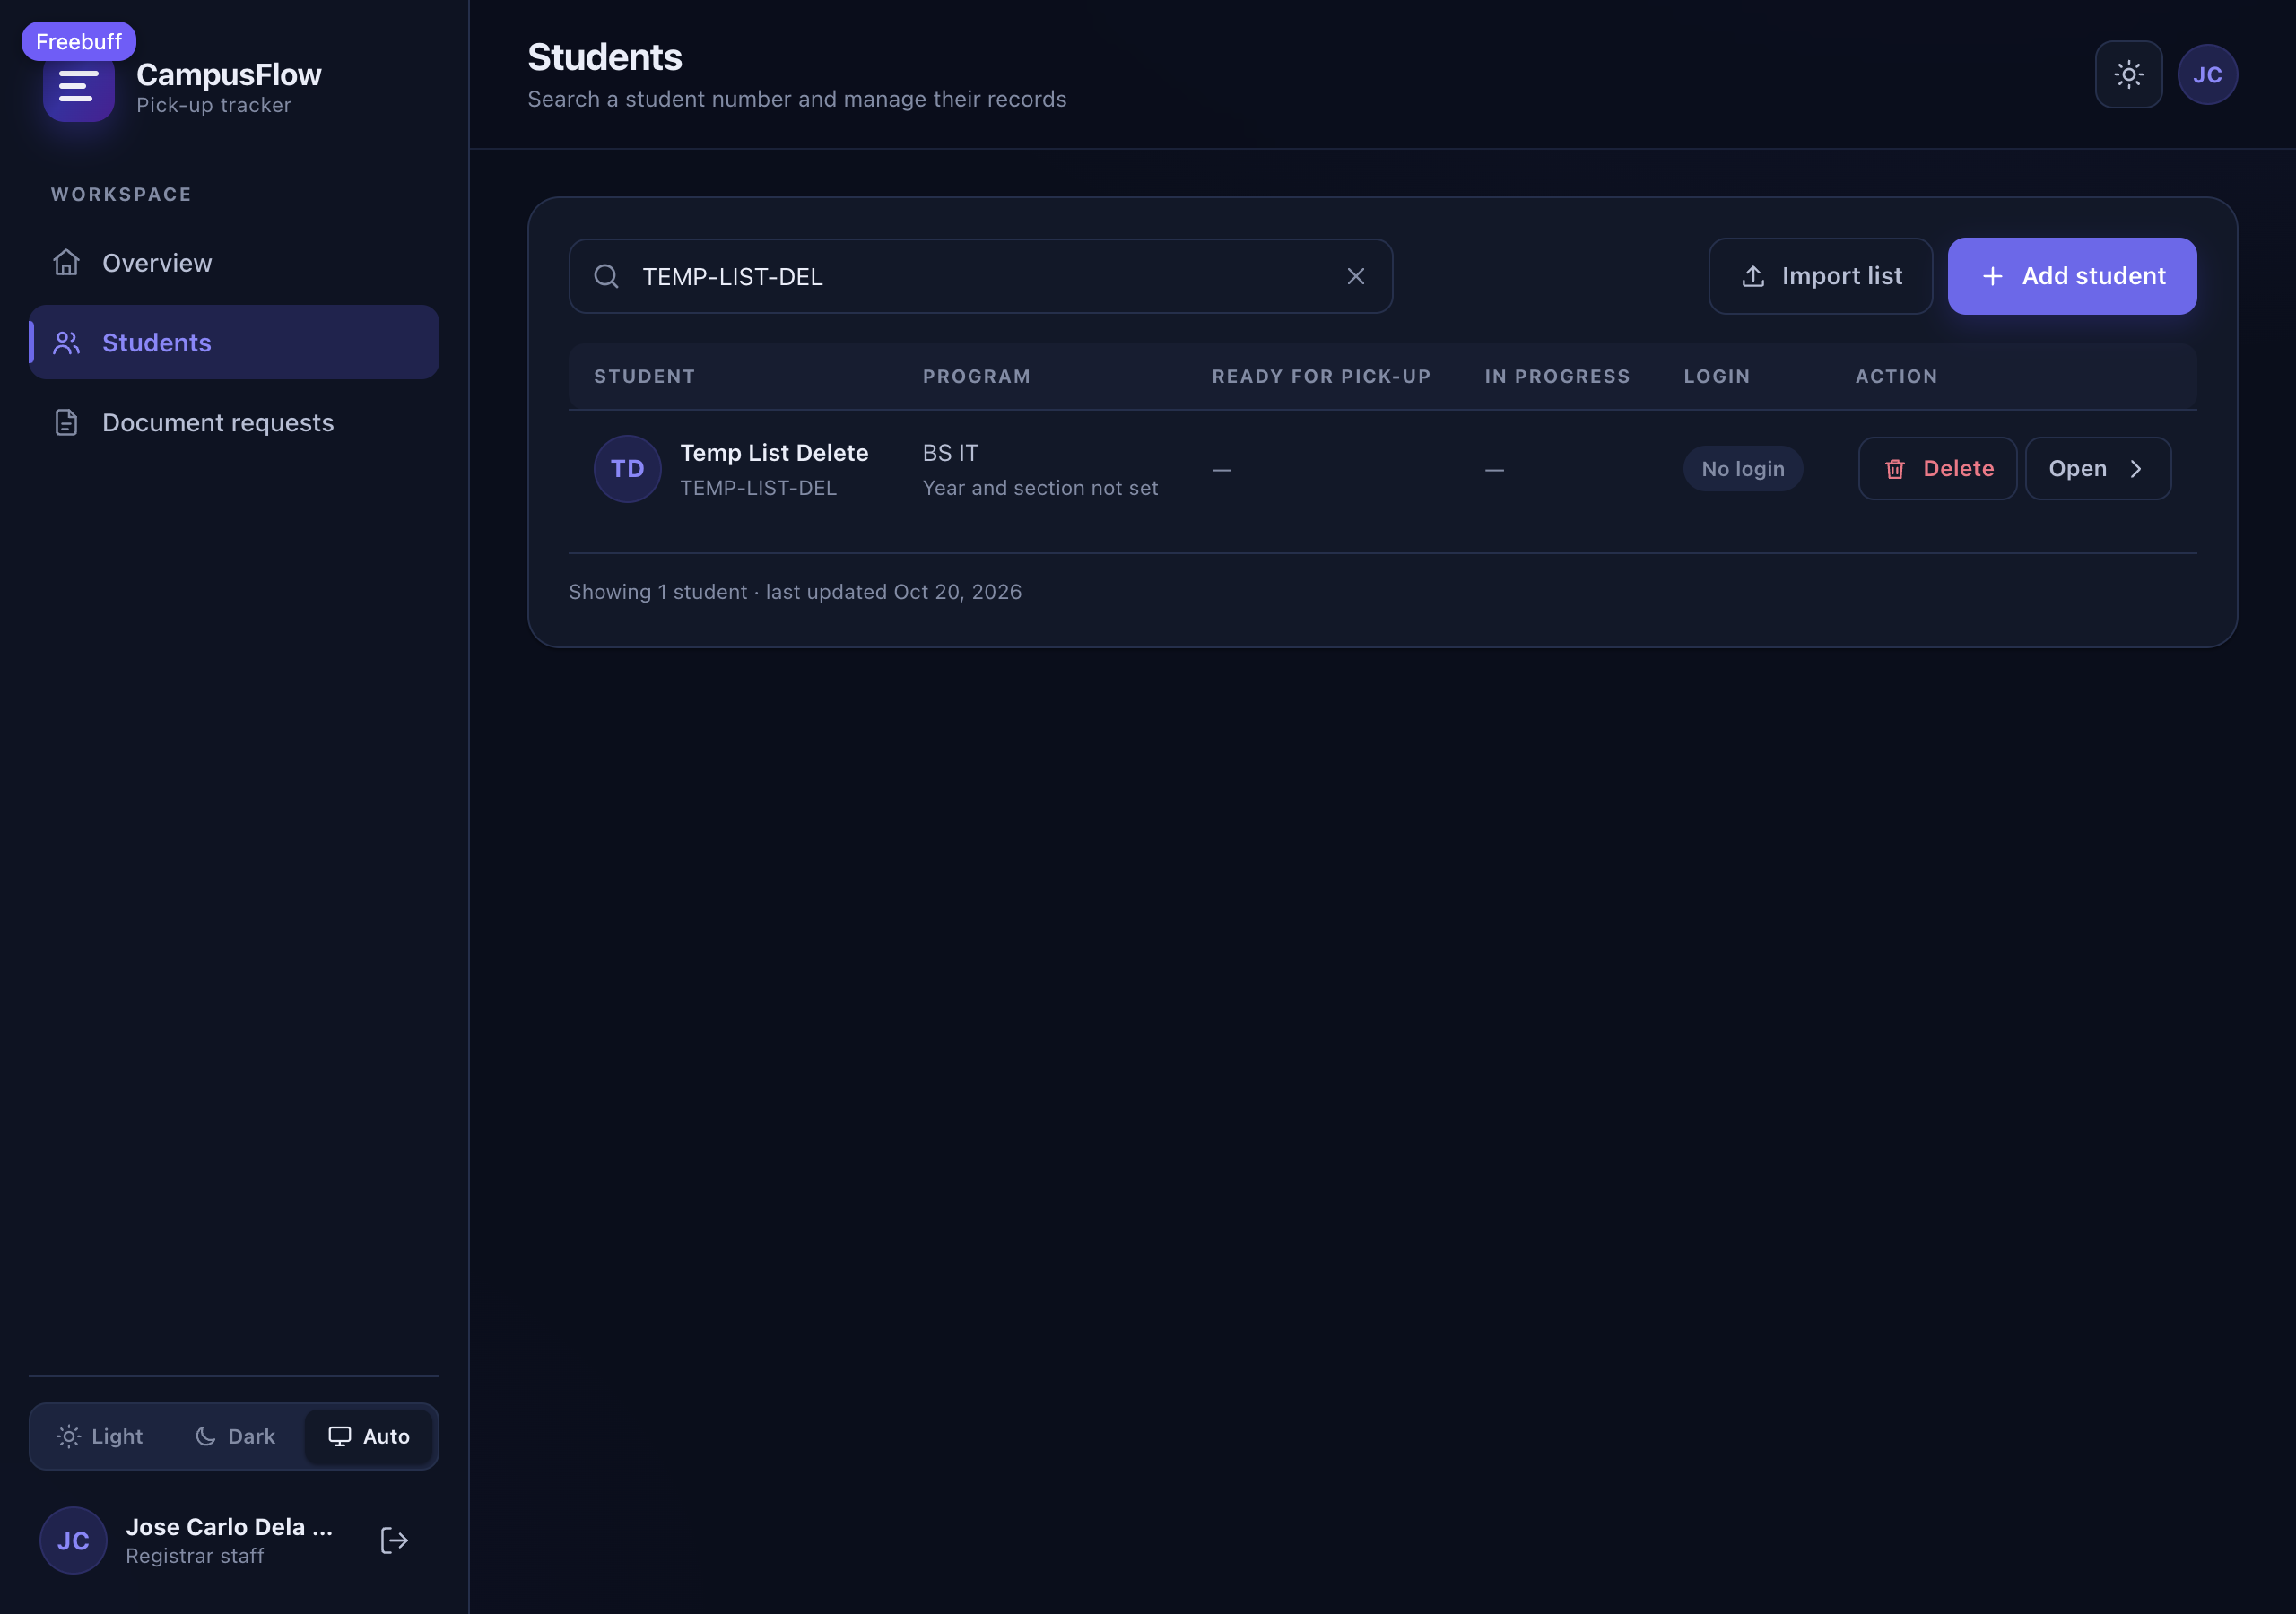 Freebuff
CampusFlow
Pick-up tracker
WORKSPACE
Overview
Students
Document requests
Light
Dark
Auto
JC
Jose Carlo Dela ...
Registrar staff
Students
Search a student number and manage their records
JC
TEMP-LIST-DEL
Import list
Add student
STUDENT PROGRAM READY FOR PICK-UP IN PROGRESS LOGIN ACTION
TD
Temp List Delete
TEMP-LIST-DEL
BS IT
Year and section not set
—
—
No login
Delete
Open
Showing 1 student · last updated Oct 20, 2026